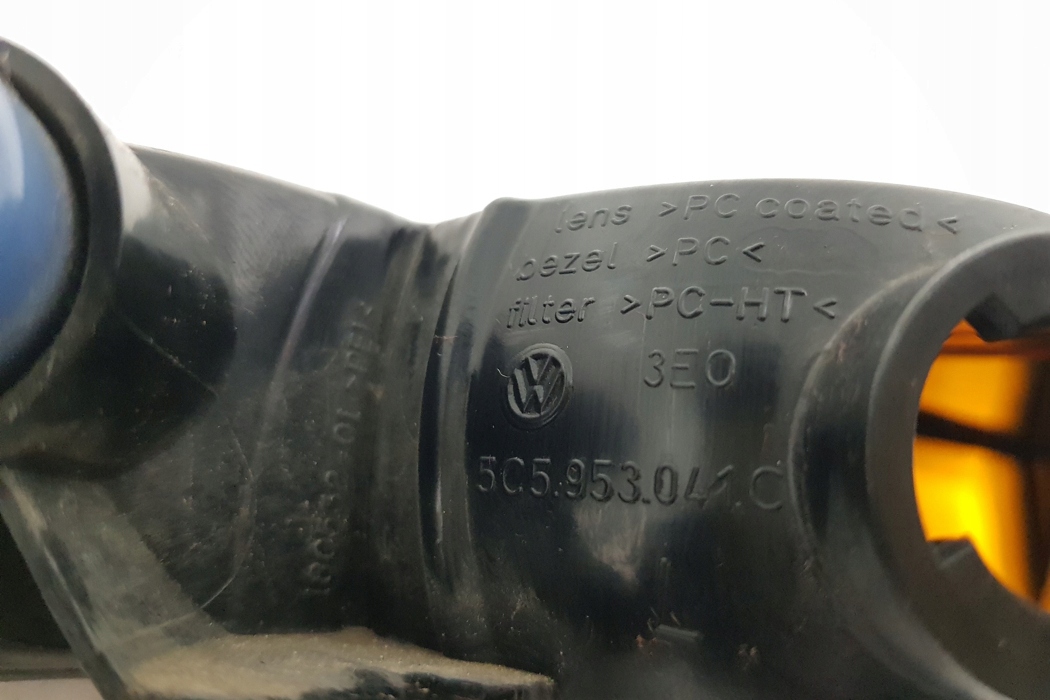 lens >PC coated<
bezel >PC<
filter >PC-HT<
3E0
5C5.953.041.C